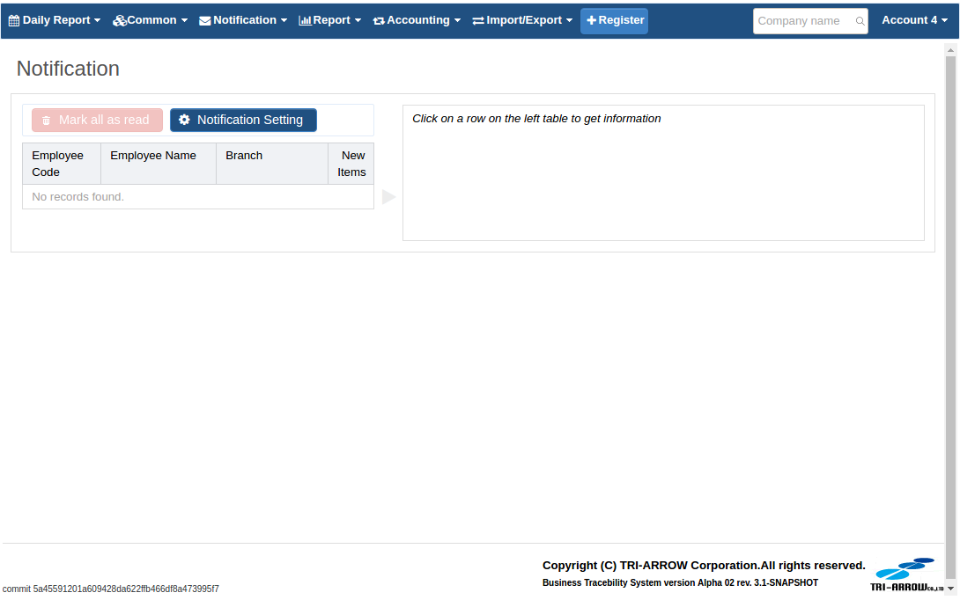 Daily Report Common Notification Report Accounting Import/Export Register Company name Account 4
Notification
Mark all as read Notification Setting
Click on a row on the left table to get information
Employee Code Employee Name Branch New Items
No records found.
Copyright (C) TRI-ARROW Corporation.All rights reserved.
Business Tracebility System version Alpha 02 rev. 3.1-SNAPSHOT
TRI-ARROW CO.,LTD
commit 5a45591201a609428da622ffb466df8a473995f7